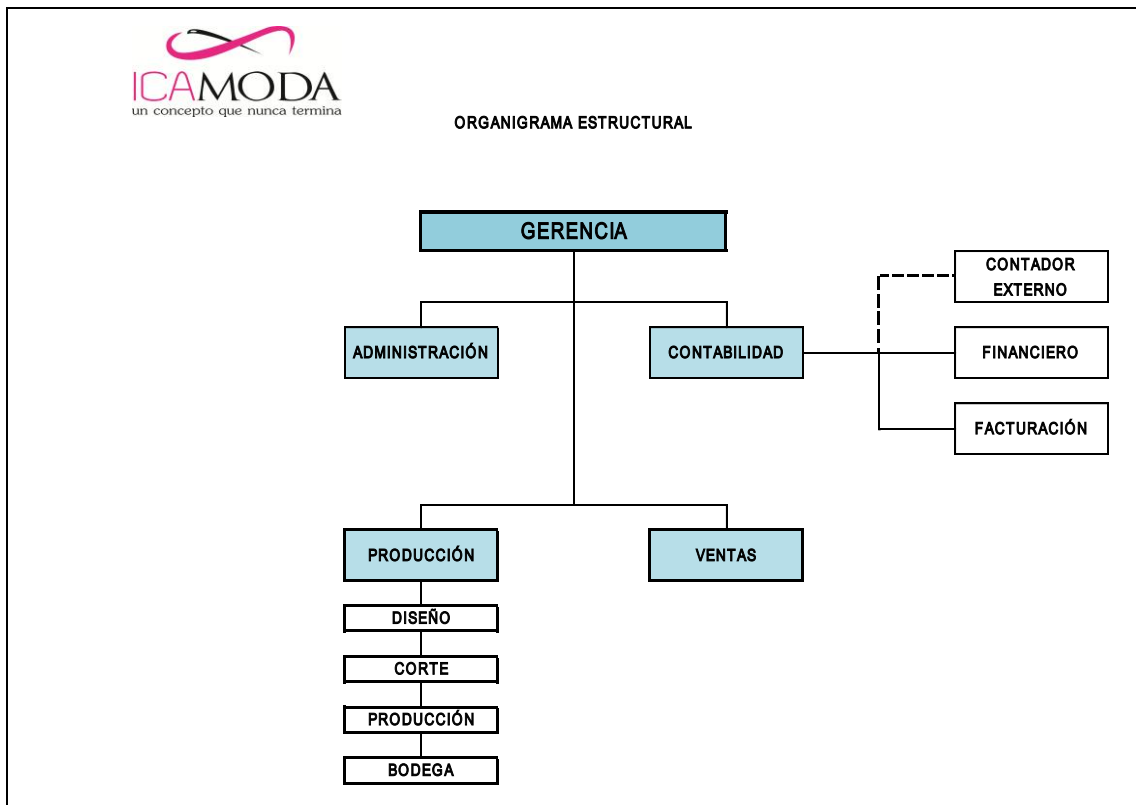 ICAMODA
un concepto que nunca termina
ORGANIGRAMA ESTRUCTURAL
GERENCIA
CONTADOR
EXTERNO
ADMINISTRACIÓN
CONTABILIDAD
FINANCIERO
FACTURACIÓN
PRODUCCIÓN
VENTAS
DISEÑO
CORTE
PRODUCCIÓN
BODEGA